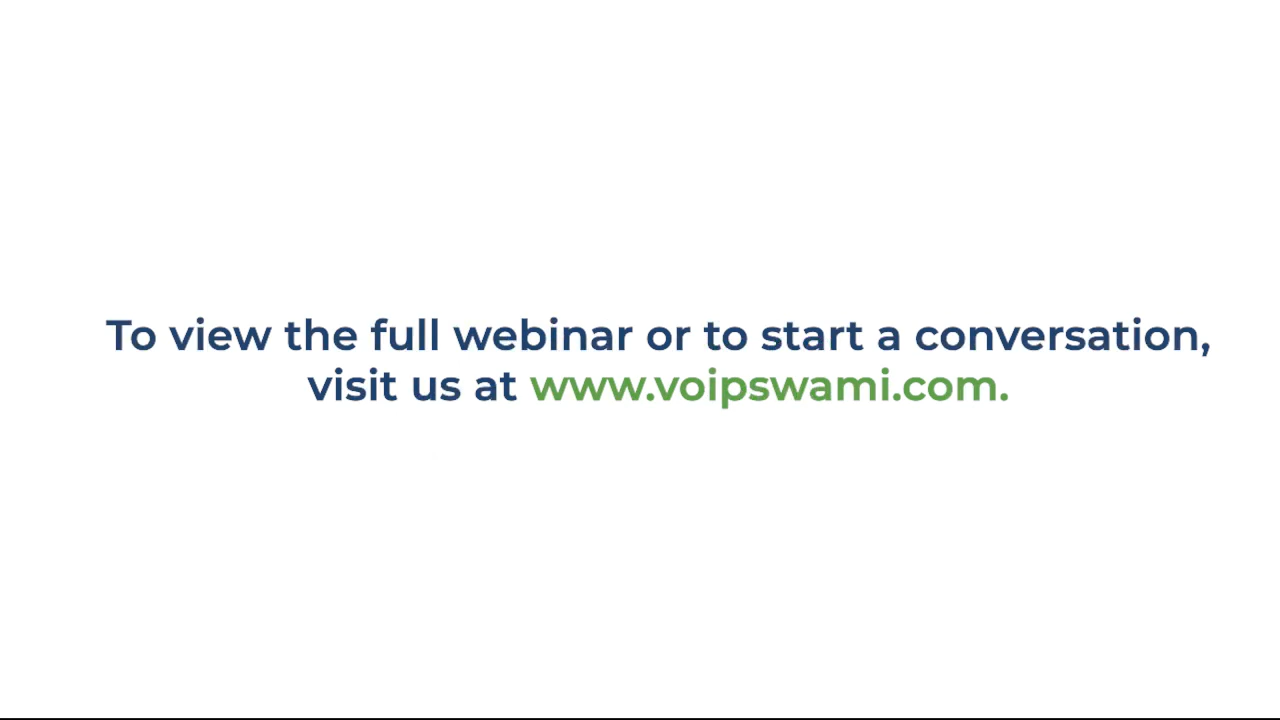 To view the full webinar or to start a conversation,
visit us at www.voipswami.com.